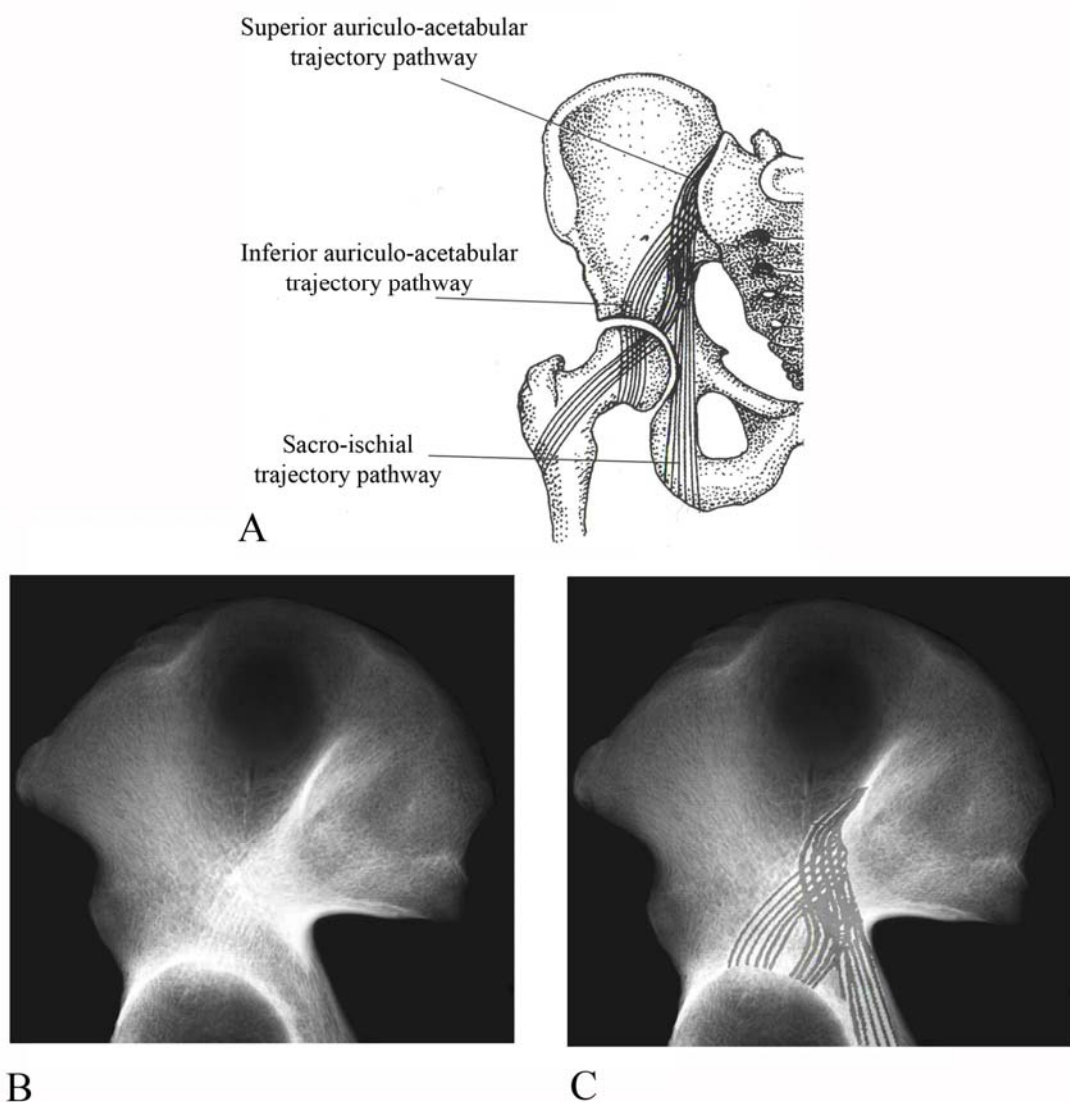 Superior auriculo-acetabular
trajectory pathway
Inferior auriculo-acetabular
trajectory pathway
Sacro-ischial
trajectory pathway
A
B
C